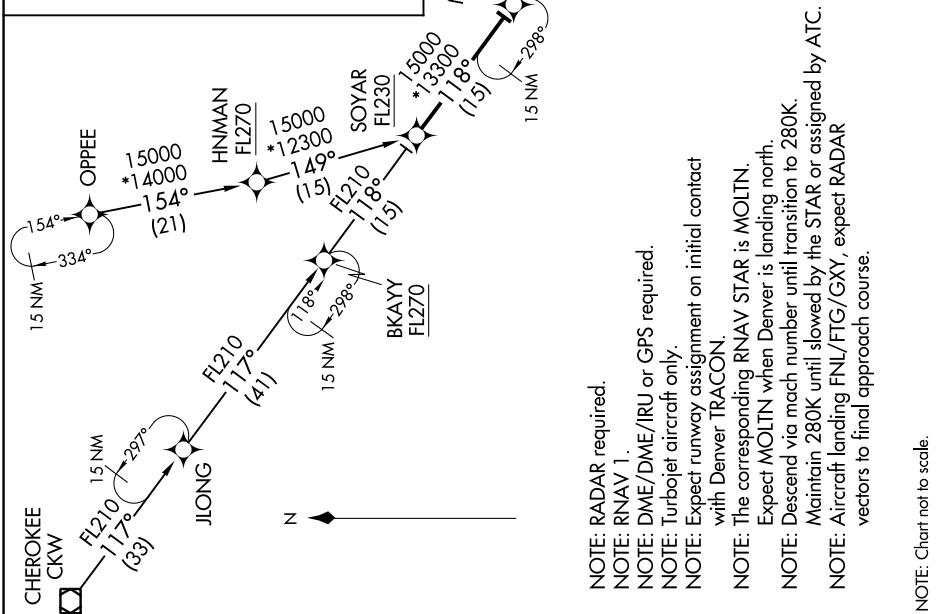 CHEROKEE
CKW
FL210
117°
(33)
15 NM
297°
JLONG
FL210
117°
(41)
15 NM
118°
298°
BKAYY
FL270
FL210
118°
(15)
15 NM
334°
154°
OPPEE
15000
*14000
154°
(21)
HNMAN
FL270
15000
*12300
149°
(15)
SOYAR
FL230
15000
*13300
118°
(15)
15 NM
298°
N
NOTE: RADAR required.
NOTE: RNAV 1.
NOTE: DME/DME/IRU or GPS required.
NOTE: Turbojet aircraft only.
NOTE: Expect runway assignment on initial contact
with Denver TRACON.
NOTE: The corresponding RNAV STAR is MOLTN.
Expect MOLTN when Denver is landing north.
NOTE: Descend via mach number until transition to 280K.
Maintain 280K until slowed by the STAR or assigned by ATC.
NOTE: Aircraft landing FNL/FTG/GXY, expect RADAR
vectors to final approach course.
NOTE: Chart not to scale.